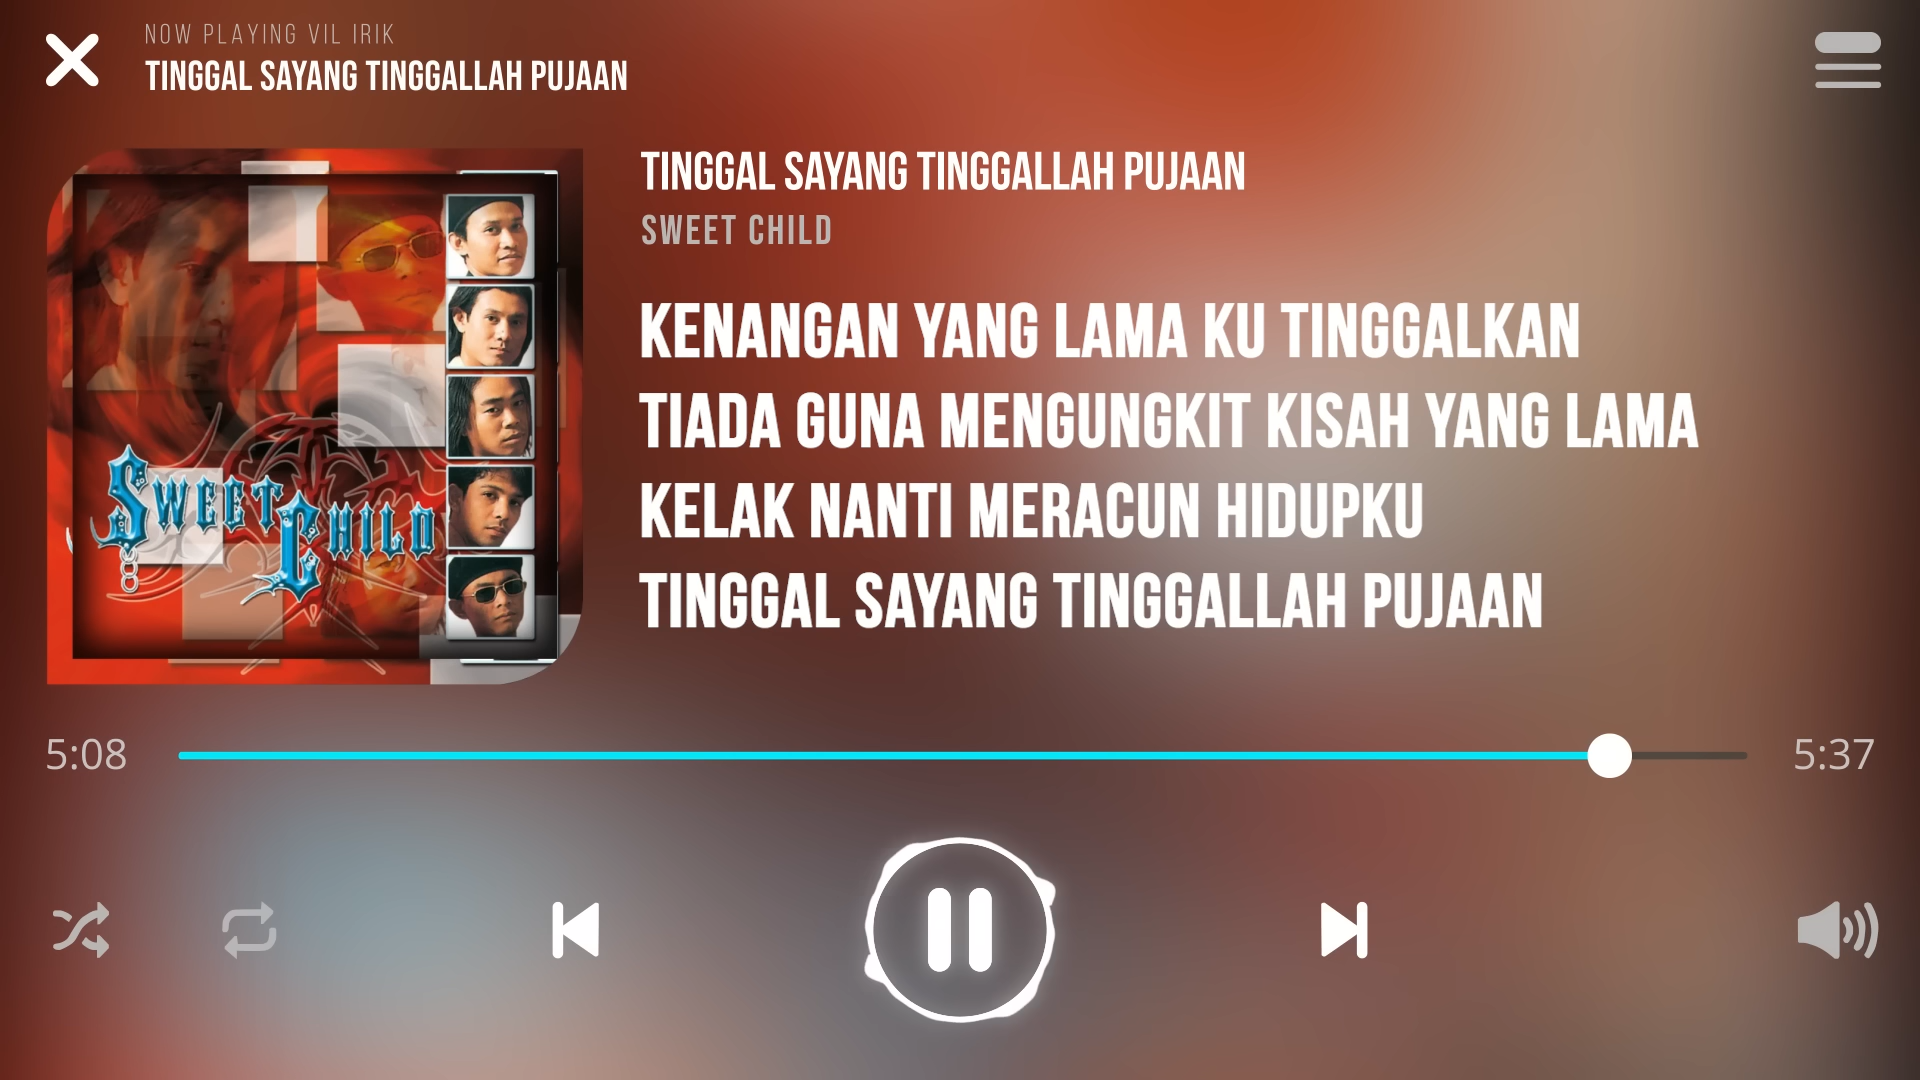 NOW PLAYING VIL IRIK
TINGGAL SAYANG TINGGALLAH PUJAAN
TINGGAL SAYANG TINGGALLAH PUJAAN
SWEET CHILD
KENANGAN YANG LAMA KU TINGGALKAN
TIADA GUNA MENGUNGKIT KISAH YANG LAMA
KELAK NANTI MERACUN HIDUPKU
TINGGAL SAYANG TINGGALLAH PUJAAN
SWEET CHILD
5:08
5:37